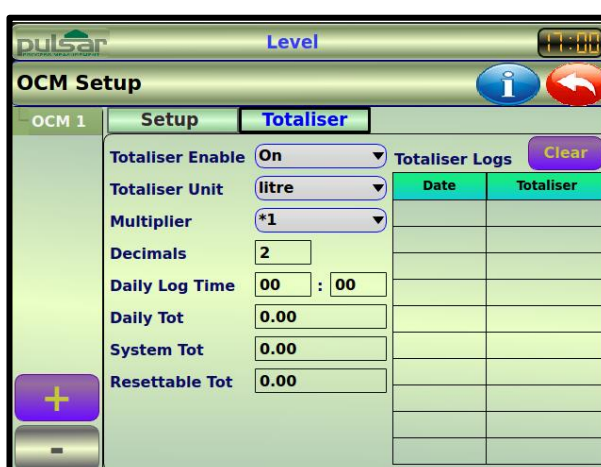 pulsar
Level
17:00
OCM Setup
i
OCM 1
Setup
Totaliser
Totaliser Enable
On
Totaliser Logs
Clear
Totaliser Unit
litre
Date
Totaliser
Multiplier
*1
Decimals
2
Daily Log Time
00 : 00
Daily Tot
0.00
System Tot
0.00
Resettable Tot
0.00
+
-